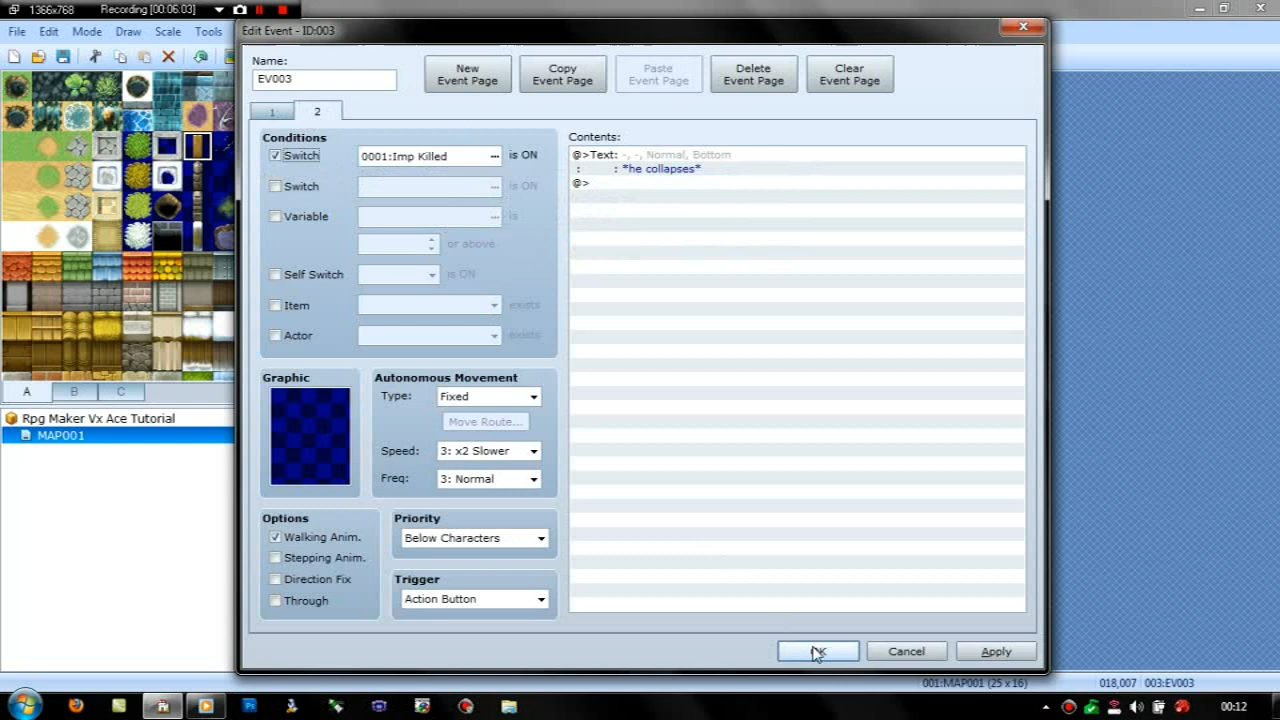 1366x768 Recording [00:06:03]
File Edit Mode Draw Scale Tools
Edit Event - ID:003
Name:
EV003
New Event Page
Copy Event Page
Paste Event Page
Delete Event Page
Clear Event Page
1 2
Conditions
Switch 0001:Imp Killed ... is ON
Switch ... is ON
Variable ... is
or above
Self Switch is ON
Item exists
Actor exists
Graphic
Autonomous Movement
Type: Fixed
Move Route...
Speed: 3: x2 Slower
Freq: 3: Normal
Options
Walking Anim.
Stepping Anim.
Direction Fix
Through
Priority
Below Characters
Trigger
Action Button
Contents:
@>Text: -, -, Normal, Bottom
: : *he collapses*
@>
Cancel Apply
A B C
Rpg Maker Vx Ace Tutorial
MAP001
001:MAP001 (25 x 16) 018,007 003:EV003
00:12